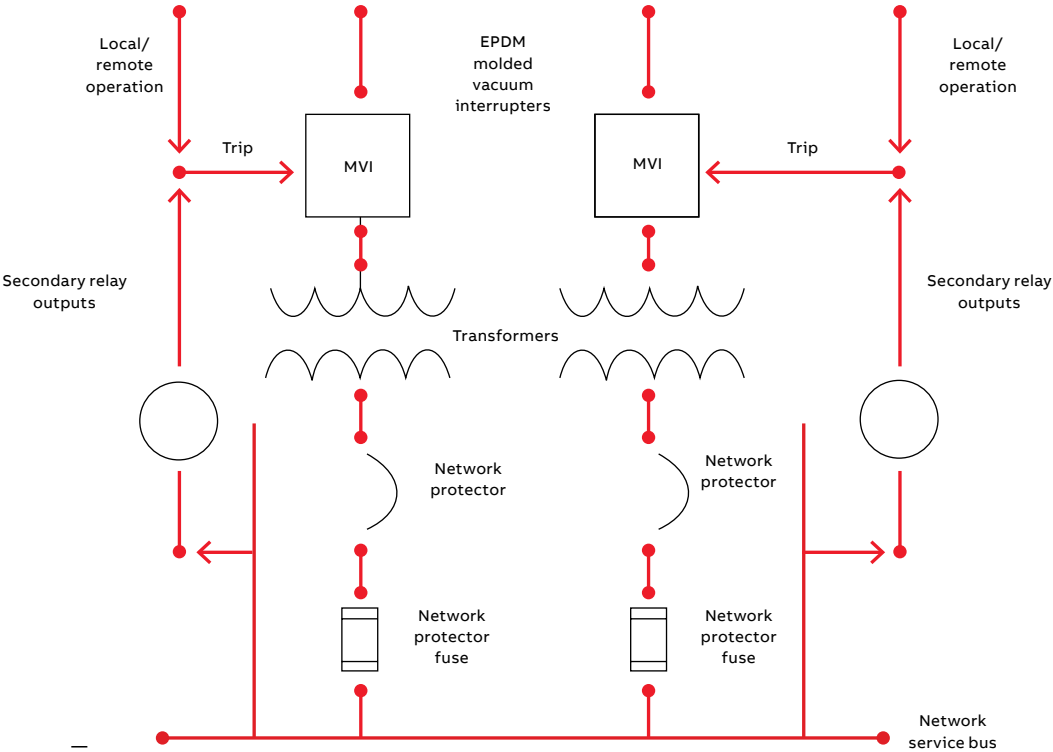 Local/
remote
operation
EPDM
molded
vacuum
interrupters
Local/
remote
operation
Trip
MVI
MVI
Trip
Secondary relay
outputs
Secondary relay
outputs
Transformers
Network
protector
Network
protector
Network
protector
fuse
Network
protector
fuse
Network
service bus